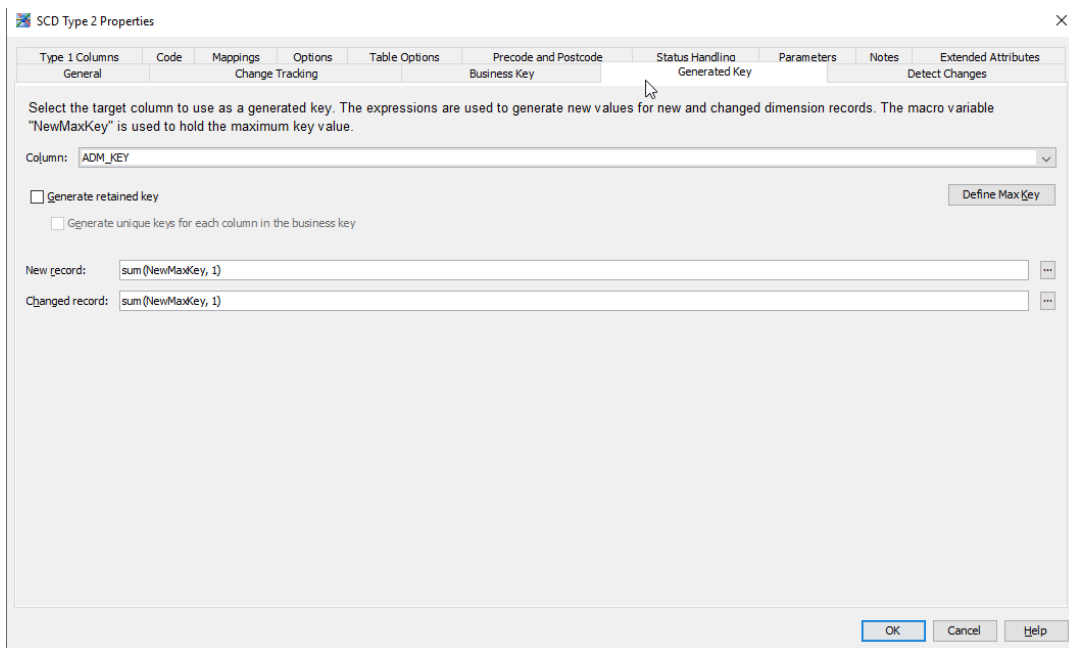 SCD Type 2 Properties
Type 1 Columns Code Mappings Options Table Options Precode and Postcode Status Handling Parameters Notes Extended Attributes
General Change Tracking Business Key Generated Key Detect Changes
Select the target column to use as a generated key. The expressions are used to generate new values for new and changed dimension records. The macro variable
"NewMaxKey" is used to hold the maximum key value.
Column: ADM_KEY
Generate retained key Define Max Key
Generate unique keys for each column in the business key
New record: sum(NewMaxKey, 1) ...
Changed record: sum(NewMaxKey, 1) ...
OK Cancel Help